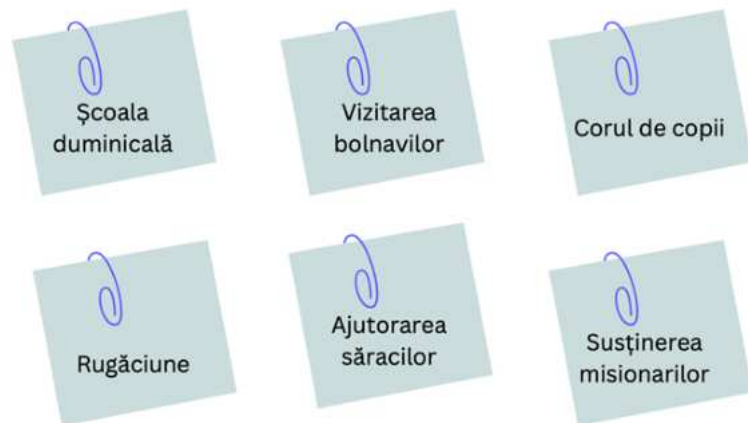 Școala
duminicală
Vizitarea
bolnavilor
Corul de copii
Rugăciune
Ajutorarea
săracilor
Susținerea
misionarilor